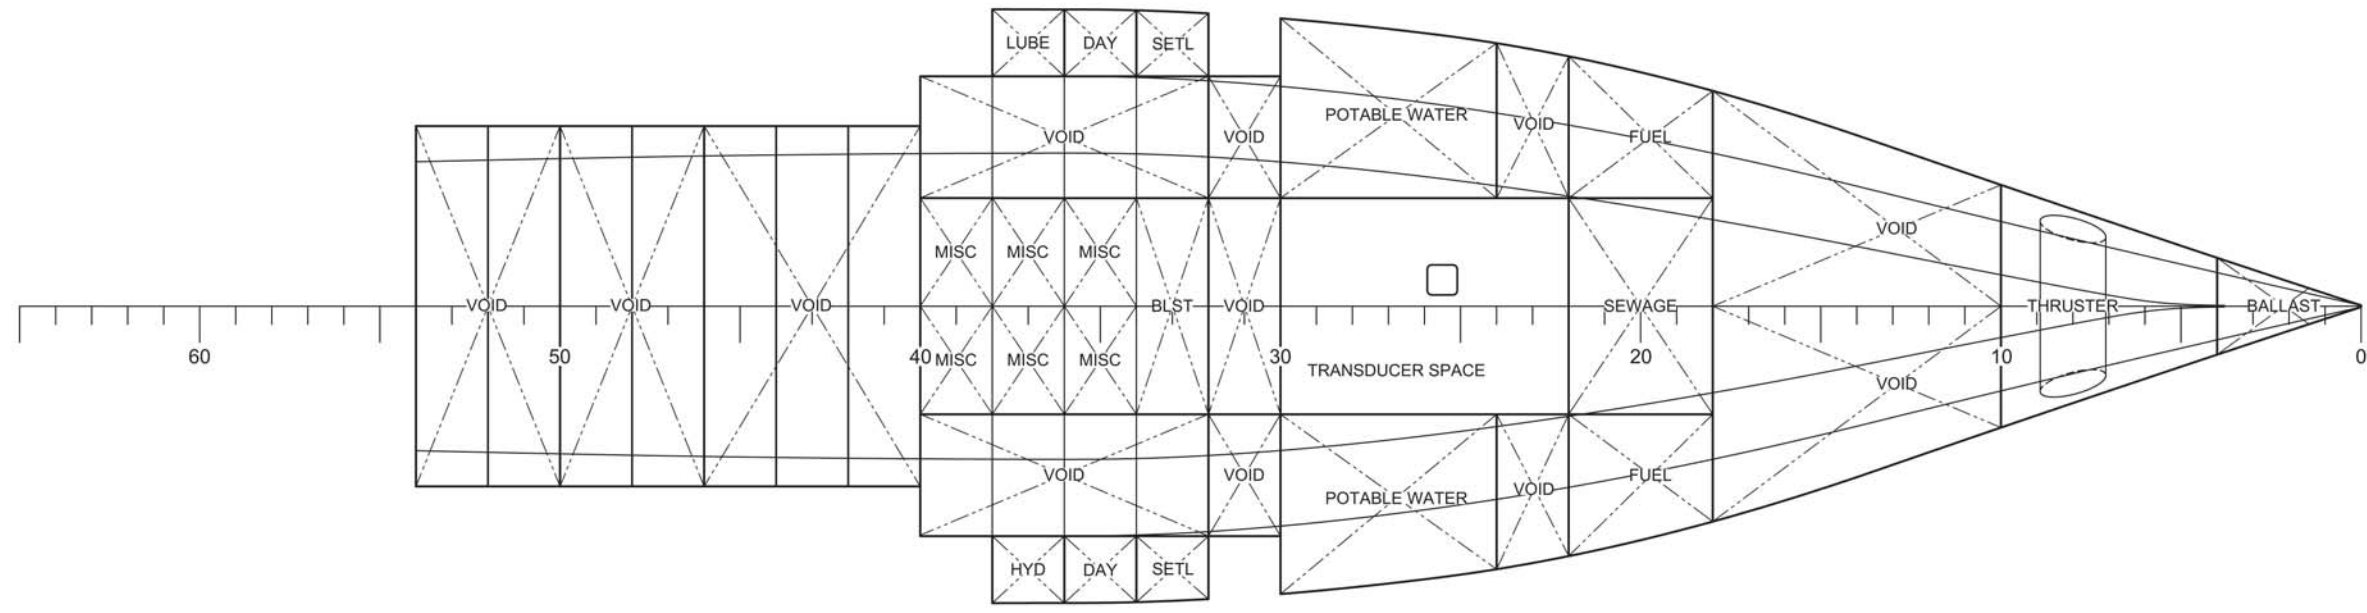 LUBE DAY SETL
POTABLE WATER VOID FUEL
VOID VOID
VOID
MISC MISC MISC
VOID VOID VOID BLST VOID SEWAGE THRUSTER BALLAST
60 50 40 30 20 10 0
MISC MISC MISC
TRANSDUCER SPACE
VOID
VOID VOID FUEL
POTABLE WATER VOID
HYD DAY SETL